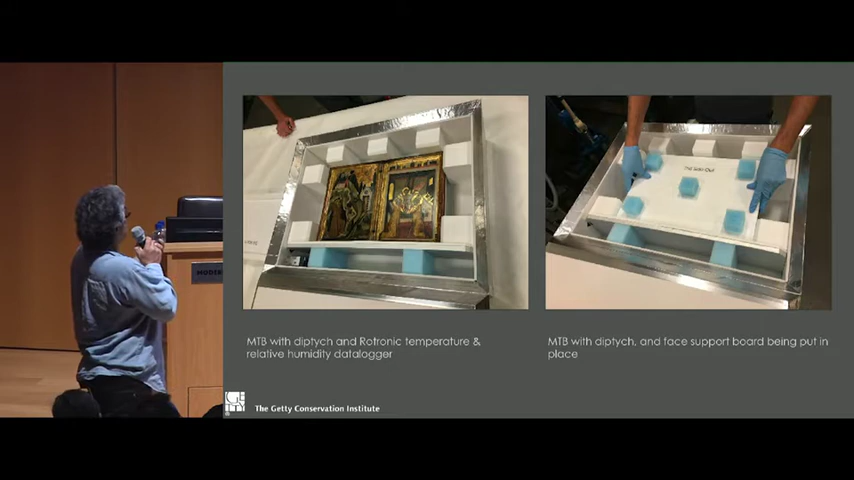 MTB with diptych and Rotronic temperature &
relative humidity datalogger
MTB with diptych, and face support board being put in
place
The Getty Conservation Institute